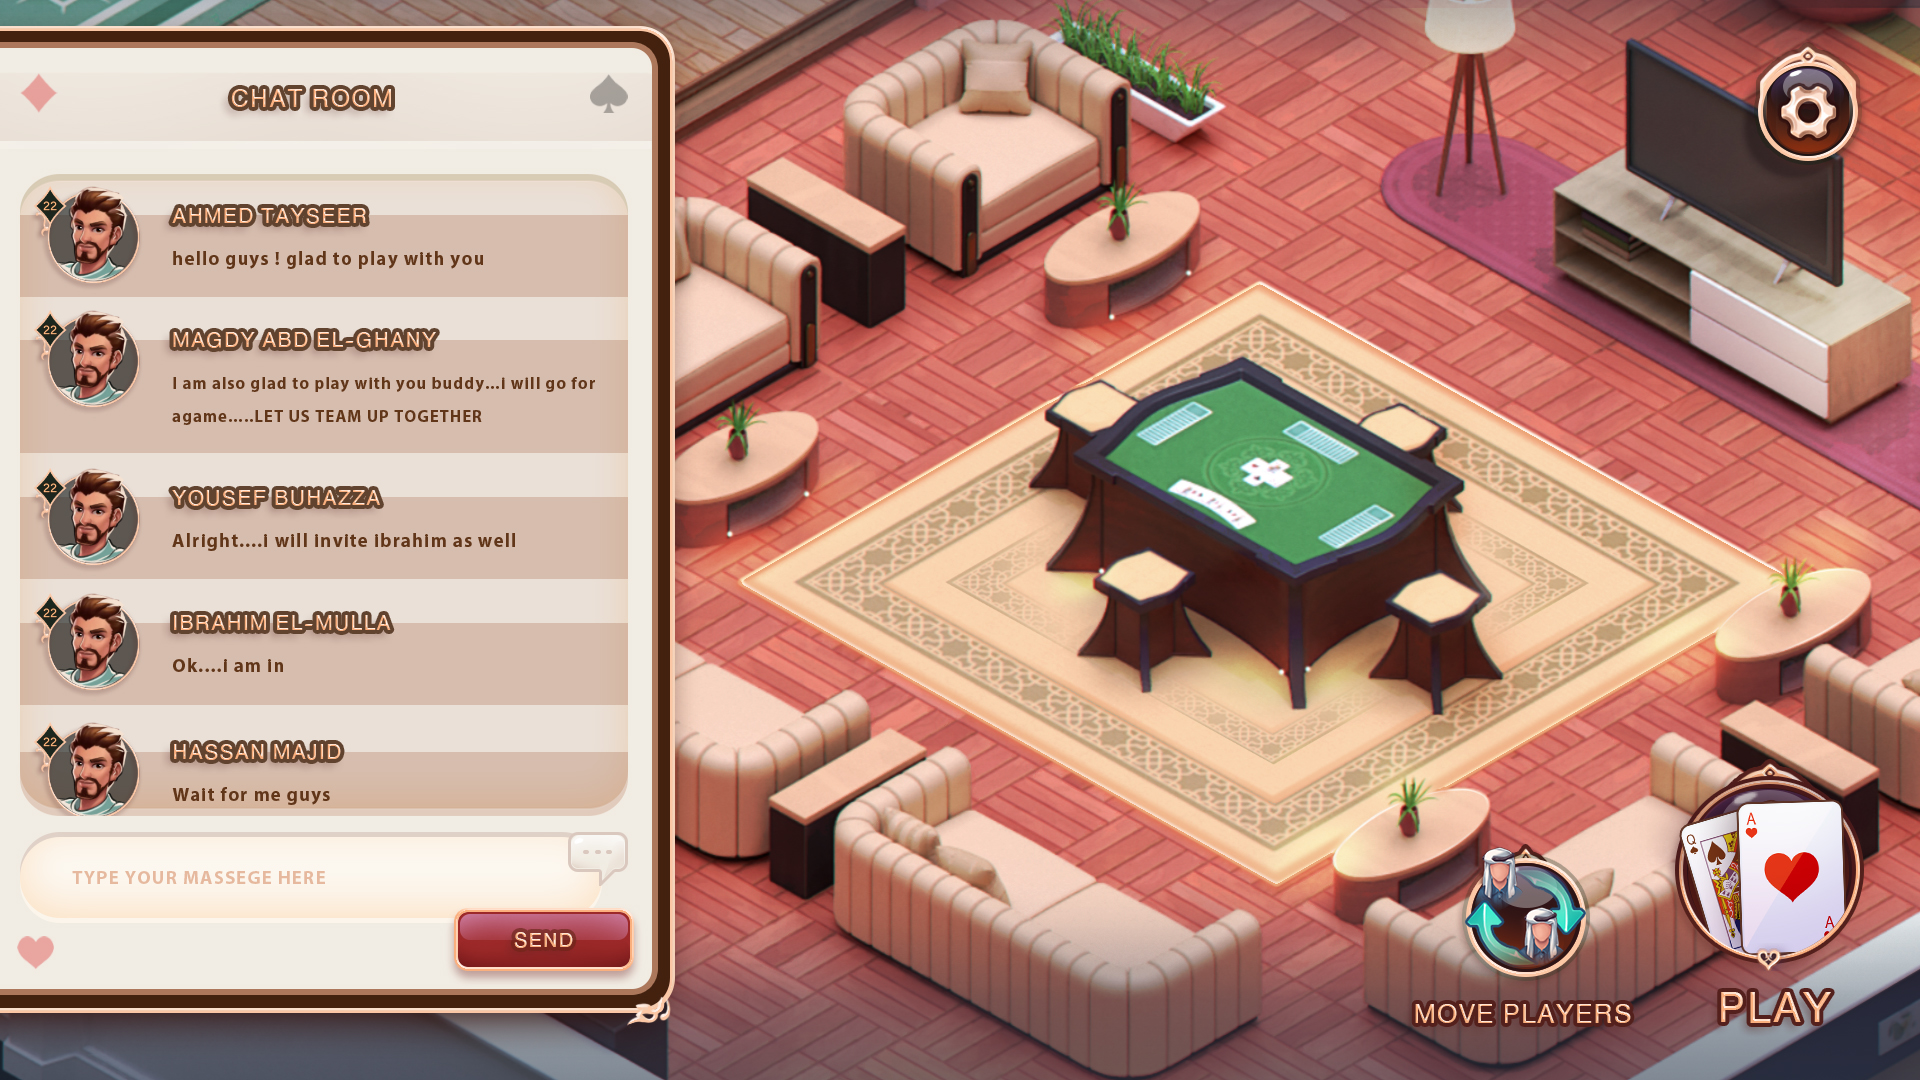 CHAT ROOM
22
AHMED TAYSEER
hello guys ! glad to play with you
22
MAGDY ABD EL-GHANY
I am also glad to play with you buddy...i will go for
agame.....LET US TEAM UP TOGETHER
22
YOUSEF BUHAZZA
Alright....i will invite ibrahim as well
22
IBRAHIM EL-MULLA
Ok....i am in
22
HASSAN MAJID
Wait for me guys
TYPE YOUR MASSEGE HERE
SEND
Q
A
A
MOVE PLAYERS
PLAY